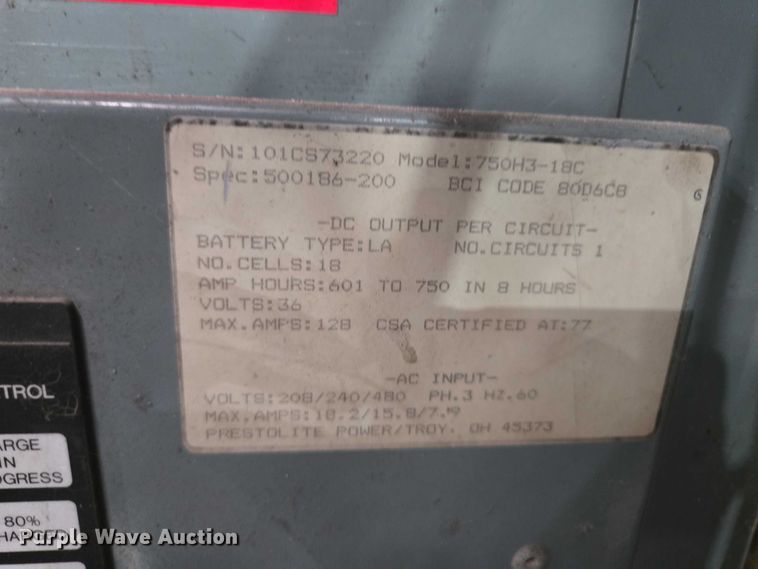 S/N:101CS73220 Model:750H3-18C
Spec:500186-200 BCI CODE 80D6C8
-DC OUTPUT PER CIRCUIT-
BATTERY TYPE:LA NO.CIRCUITS 1
NO.CELLS:18
AMP HOURS:601 TO 750 IN 8 HOURS
VOLTS:36
MAX.AMPS:128 CSA CERTIFIED AT:77
-AC INPUT-
VOLTS:208/240/480 PH.3 HZ.60
MAX.AMPS:18.2/15.8/7.9
PRESTOLITE POWER/TROY, OH 45373
TROL
ARGE
IN
OGRESS
80%
HARGED
Purple Wave Auction